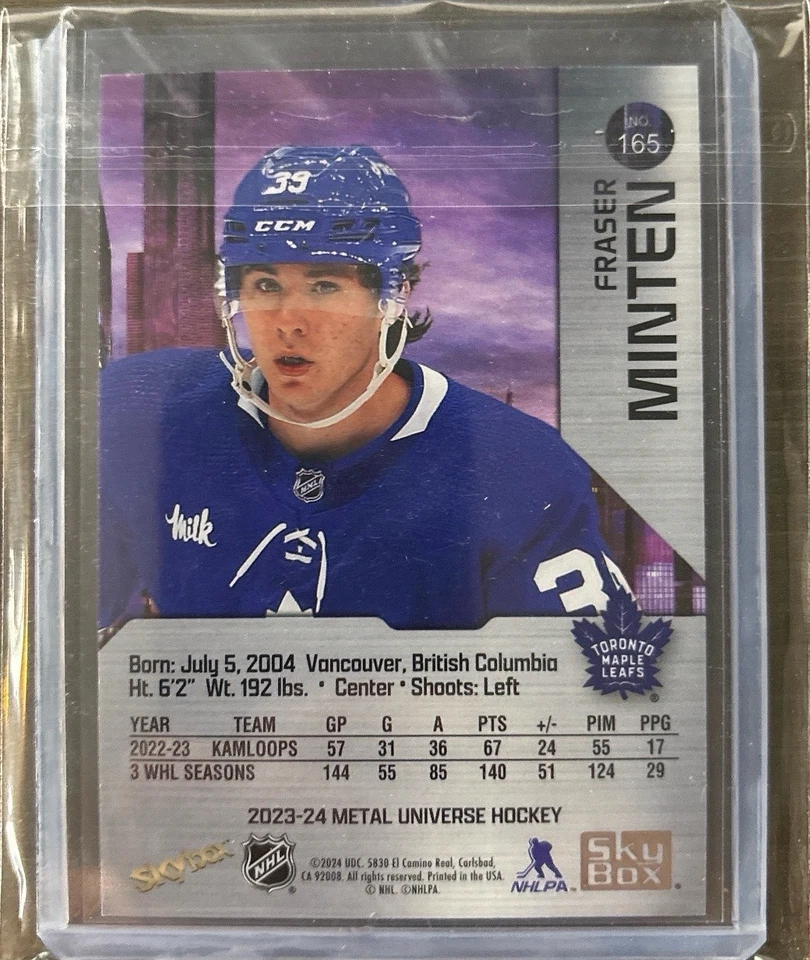 NO.
165
FRASER
MINTEN
39
CCM
NHL
Milk
39
TORONTO
MAPLE
LEAFS
®
Born: July 5, 2004 Vancouver, British Columbia
Ht. 6'2" Wt. 192 lbs. • Center • Shoots: Left
YEAR TEAM GP G A PTS +/- PIM PPG
2022-23 KAMLOOPS 57 31 36 67 24 55 17
3 WHL SEASONS 144 55 85 140 51 124 29
2023-24 METAL UNIVERSE HOCKEY
skybox
NHL
®
©2024 UDC. 5830 El Camino Real, Carlsbad,
CA 92008. All rights reserved. Printed in the USA.
© NHL. ©NHLPA.
NHLPA™
Sky
Box
®